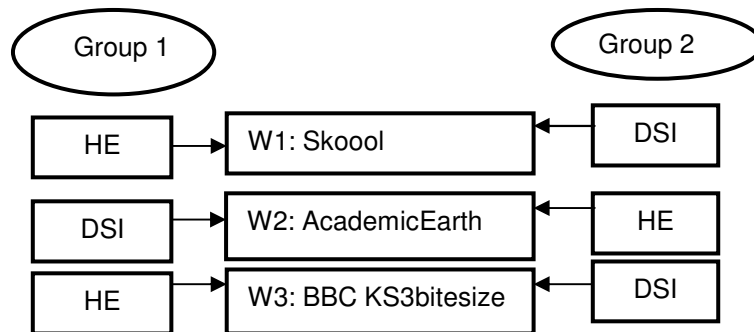 Group 1
Group 2
HE
W1: Skoool
DSI
DSI
W2: AcademicEarth
HE
HE
W3: BBC KS3bitesize
DSI